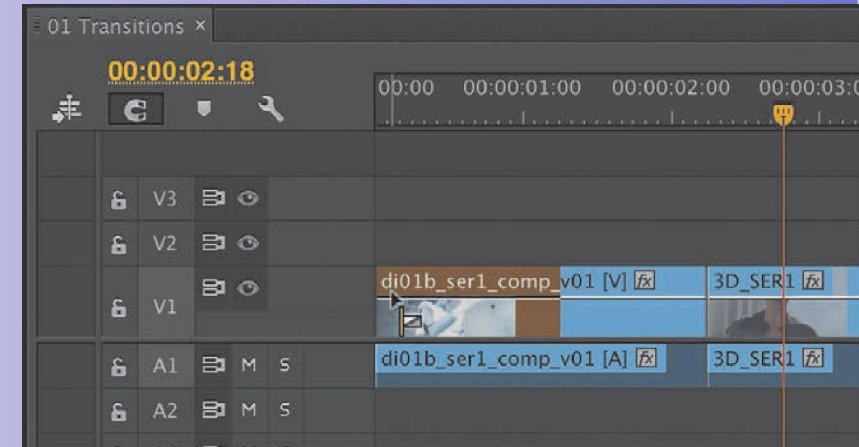 01 Transitions ×
00:00:02:18
00:00 00:00:01:00 00:00:02:00 00:00:03:0
V3
V2
di01b_ser1_comp_v01 [V] fx 3D_SER1 fx
V1
A1 M S di01b_ser1_comp_v01 [A] fx 3D_SER1 fx
A2 M S